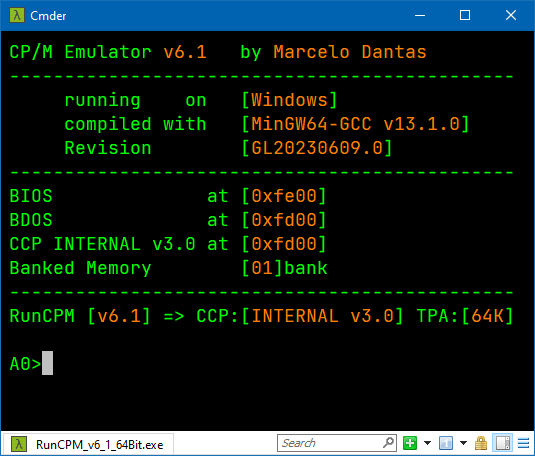 Cmder
CP/M Emulator v6.1   by Marcelo Dantas
----------------------------------------------
     running    on   [Windows]
     compiled with   [MinGW64-GCC v13.1.0]
     Revision        [GL20230609.0]
----------------------------------------------
BIOS              at [0xfe00]
BDOS              at [0xfd00]
CCP INTERNAL v3.0 at [0xfd00]
Banked Memory        [01]bank
----------------------------------------------
RunCPM [v6.1] => CCP:[INTERNAL v3.0] TPA:[64K]
A0>
RunCPM_v6_1_64Bit.exe Search